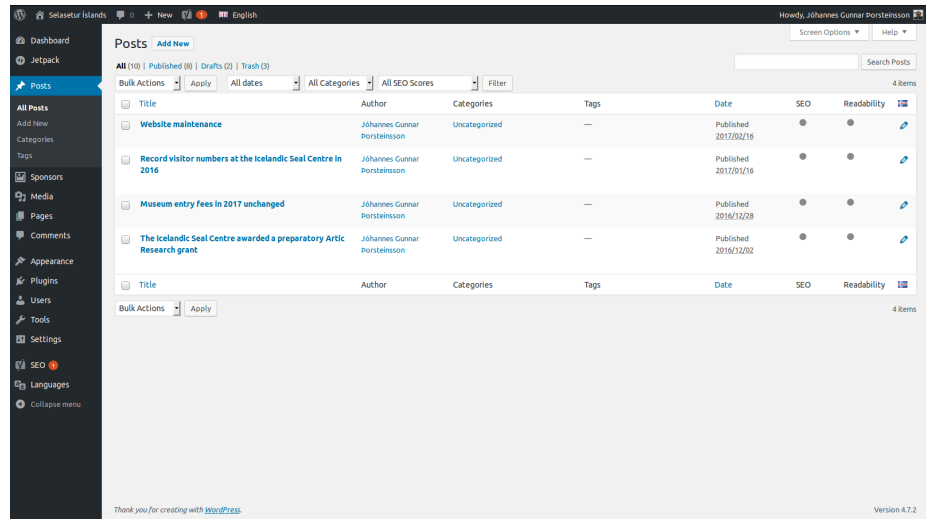 Selasetur Íslands 0 + New 1 English Howdy, Jóhannes Gunnar Þorsteinsson
Screen Options Help
Dashboard
Jetpack
Posts
All Posts
Add New
Categories
Tags
Sponsors
Media
Pages
Comments
Appearance
Plugins
Users
Tools
Settings
SEO 1
Languages
Collapse menu
Posts Add New
All (10) | Published (8) | Drafts (2) | Trash (3)
Search Posts
Bulk Actions Apply All dates All Categories All SEO Scores Filter 4 items
Title Author Categories Tags Date SEO Readability
Website maintenance Jóhannes Gunnar Uncategorized — Published
Þorsteinsson 2017/02/16
Record visitor numbers at the Icelandic Seal Centre in Jóhannes Gunnar Uncategorized — Published
2016 Þorsteinsson 2017/01/16
Museum entry fees in 2017 unchanged Jóhannes Gunnar Uncategorized — Published
Þorsteinsson 2016/12/28
The Icelandic Seal Centre awarded a preparatory Artic Jóhannes Gunnar Uncategorized — Published
Research grant Þorsteinsson 2016/12/02
Title Author Categories Tags Date SEO Readability
Bulk Actions Apply 4 items
Thank you for creating with WordPress. Version 4.7.2